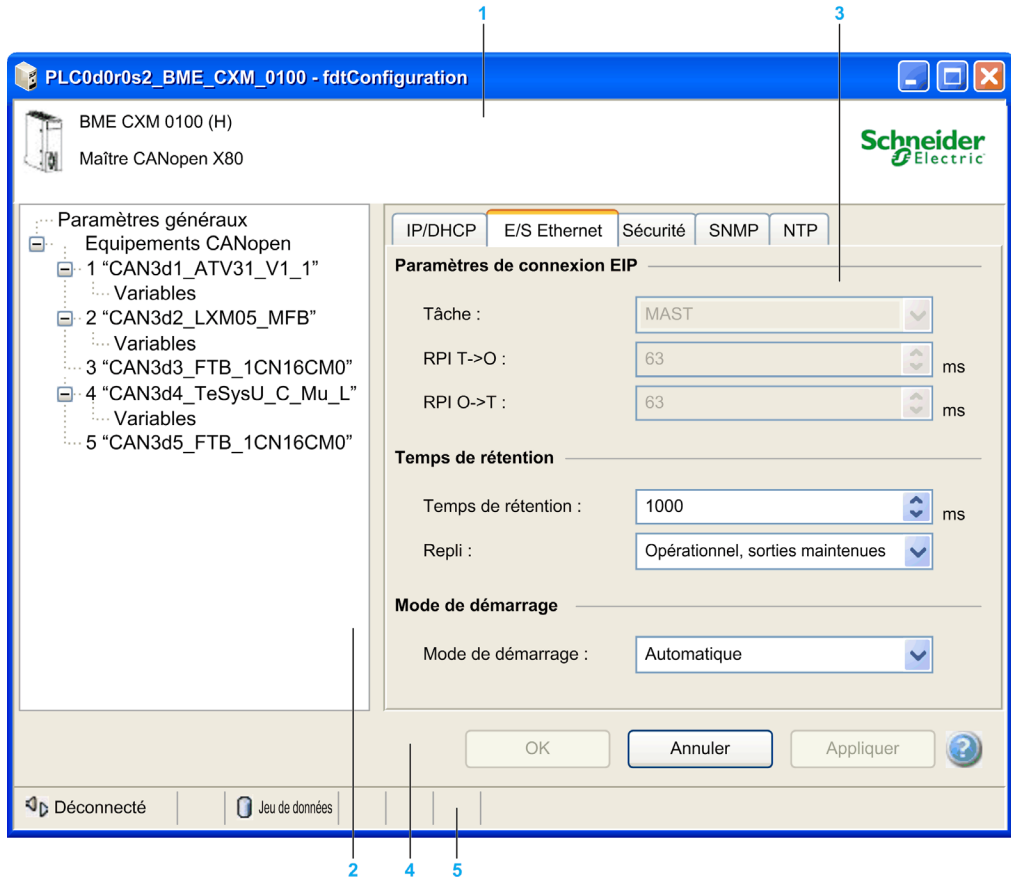 1 3
PLC0d0r0s2_BME_CXM_0100 - fdtConfiguration
BME CXM 0100 (H)
Maître CANopen X80
Schneider
Electric
Paramètres généraux
Equipements CANopen
1 “CAN3d1_ATV31_V1_1”
Variables
2 “CAN3d2_LXM05_MFB”
Variables
3 “CAN3d3_FTB_1CN16CM0”
4 “CAN3d4_TeSysU_C_Mu_L”
Variables
5 “CAN3d5_FTB_1CN16CM0”
IP/DHCP E/S Ethernet Sécurité SNMP NTP
Paramètres de connexion EIP
Tâche : MAST
RPI T->O : 63 ms
RPI O->T : 63 ms
Temps de rétention
Temps de rétention : 1000 ms
Repli : Opérationnel, sorties maintenues
Mode de démarrage
Mode de démarrage : Automatique
OK Annuler Appliquer ?
Déconnecté Jeu de données
2 4 5